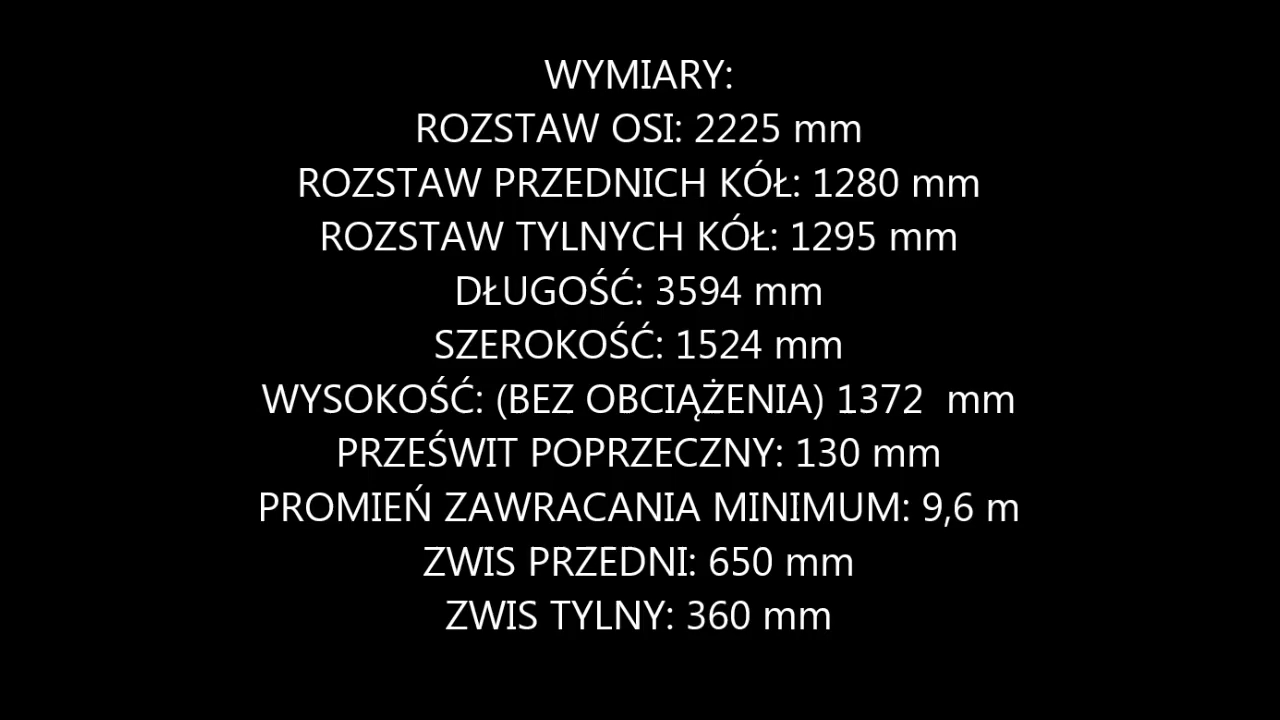 WYMIARY:
ROZSTAW OSI: 2225 mm
ROZSTAW PRZEDNICH KÓŁ: 1280 mm
ROZSTAW TYLNYCH KÓŁ: 1295 mm
DŁUGOŚĆ: 3594 mm
SZEROKOŚĆ: 1524 mm
WYSOKOŚĆ: (BEZ OBCIĄŻENIA) 1372  mm
PRZEŚWIT POPRZECZNY: 130 mm
PROMIEŃ ZAWRACANIA MINIMUM: 9,6 m
ZWIS PRZEDNI: 650 mm
ZWIS TYLNY: 360 mm